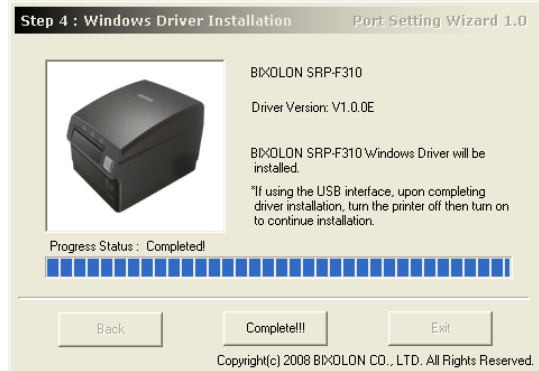 Step 4 : Windows Driver Installation Port Setting Wizard 1.0
BIXOLON SRP-F310
Driver Version: V1.0.0E
BIXOLON SRP-F310 Windows Driver will be
installed.
*If using the USB interface, upon completing
driver installation, turn the printer off then turn on
to continue installation.
Progress Status : Completed!
Back Complete!!! Exit
Copyright(c) 2008 BIXOLON CO., LTD. All Rights Reserved.